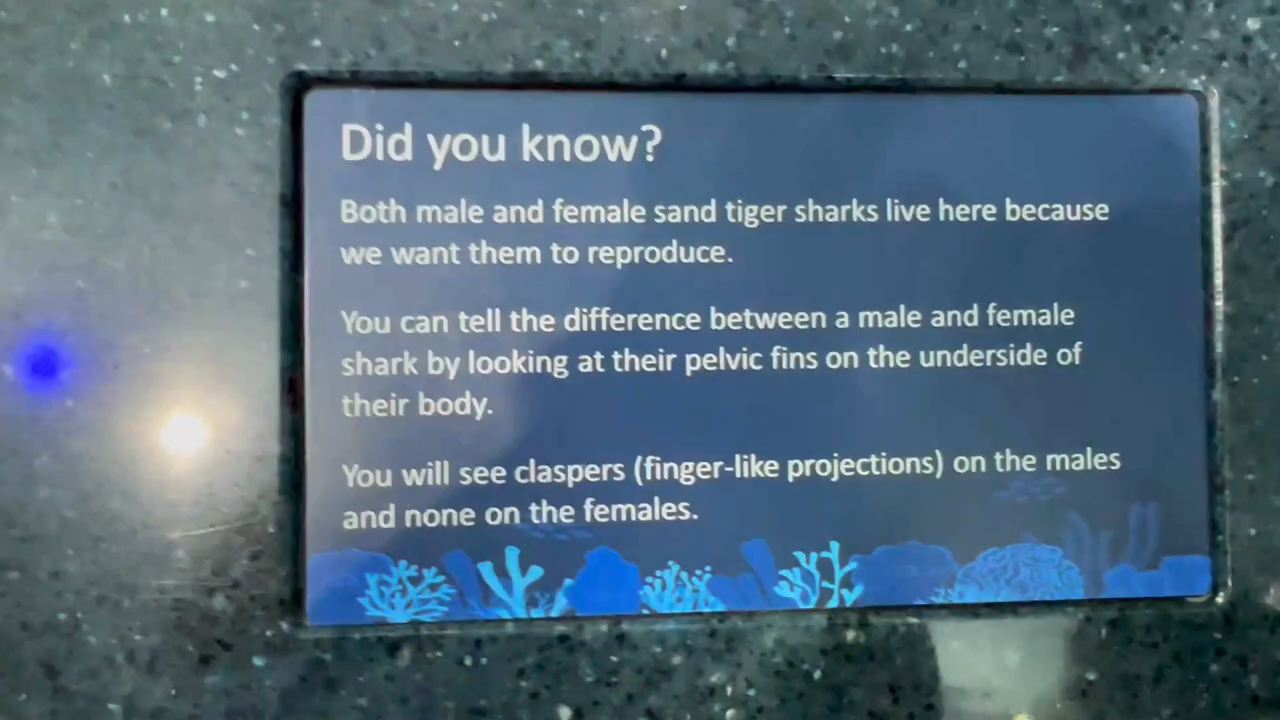 Did you know?
Both male and female sand tiger sharks live here because
we want them to reproduce.
You can tell the difference between a male and female
shark by looking at their pelvic fins on the underside of
their body.
You will see claspers (finger-like projections) on the males
and none on the females.